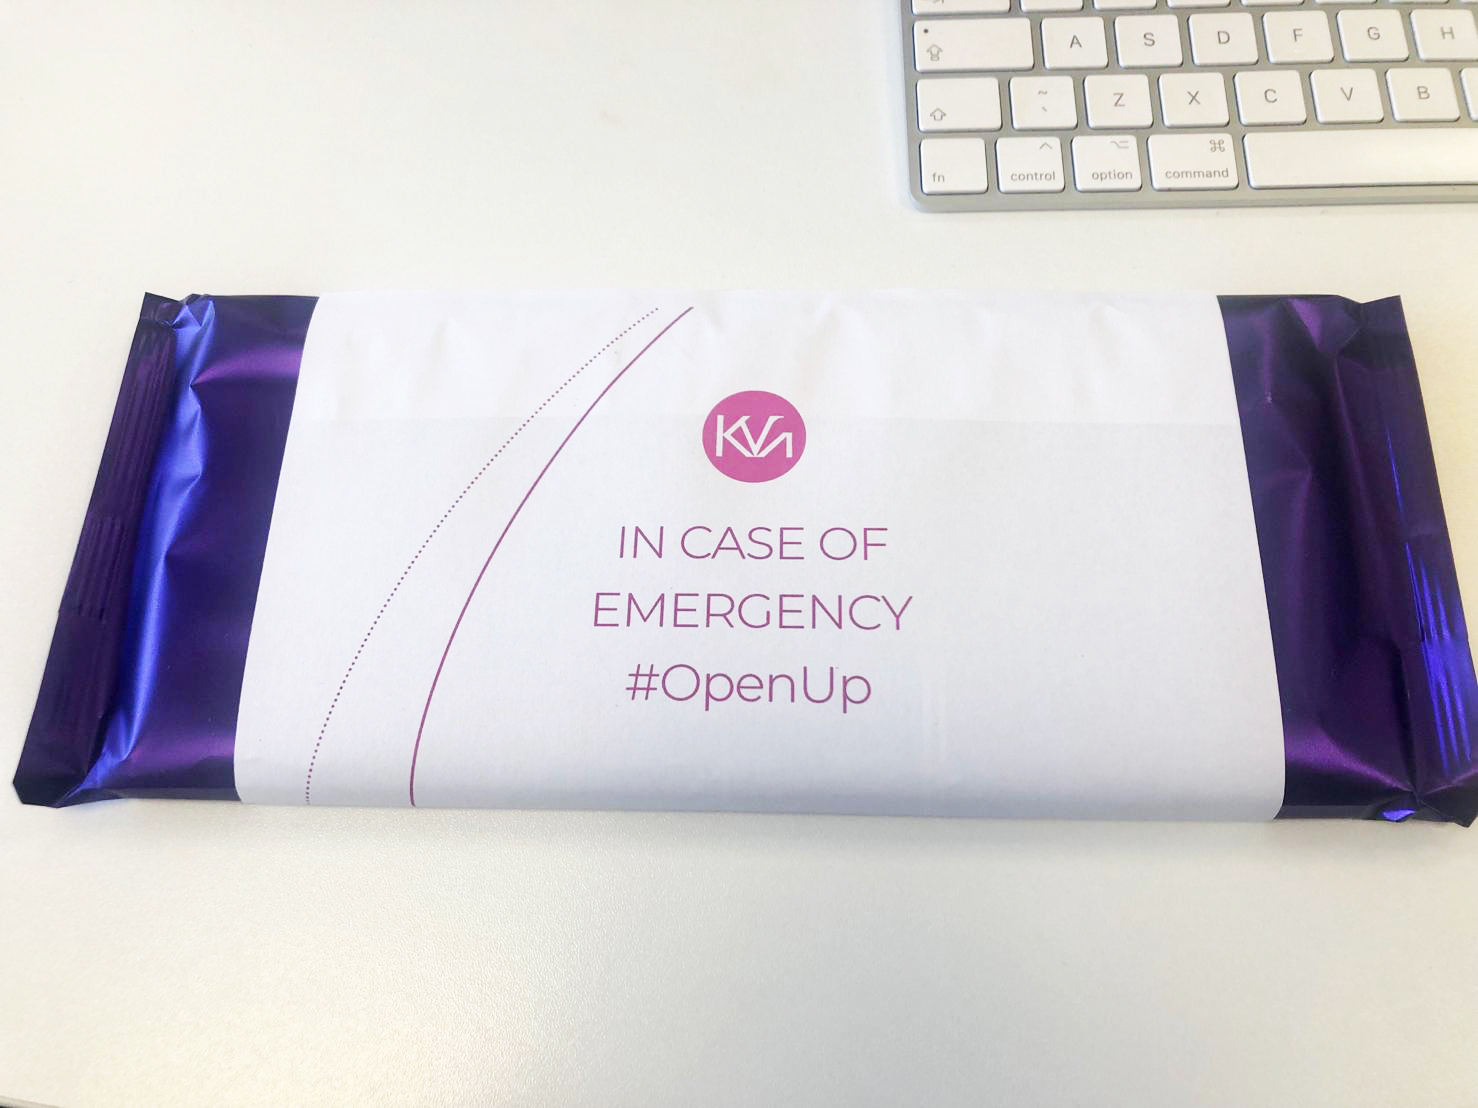 A S D F G H
~ Z X C V B
`
^ ⌥ ⌘
fn control option command
KVA
IN CASE OF
EMERGENCY
#OpenUp